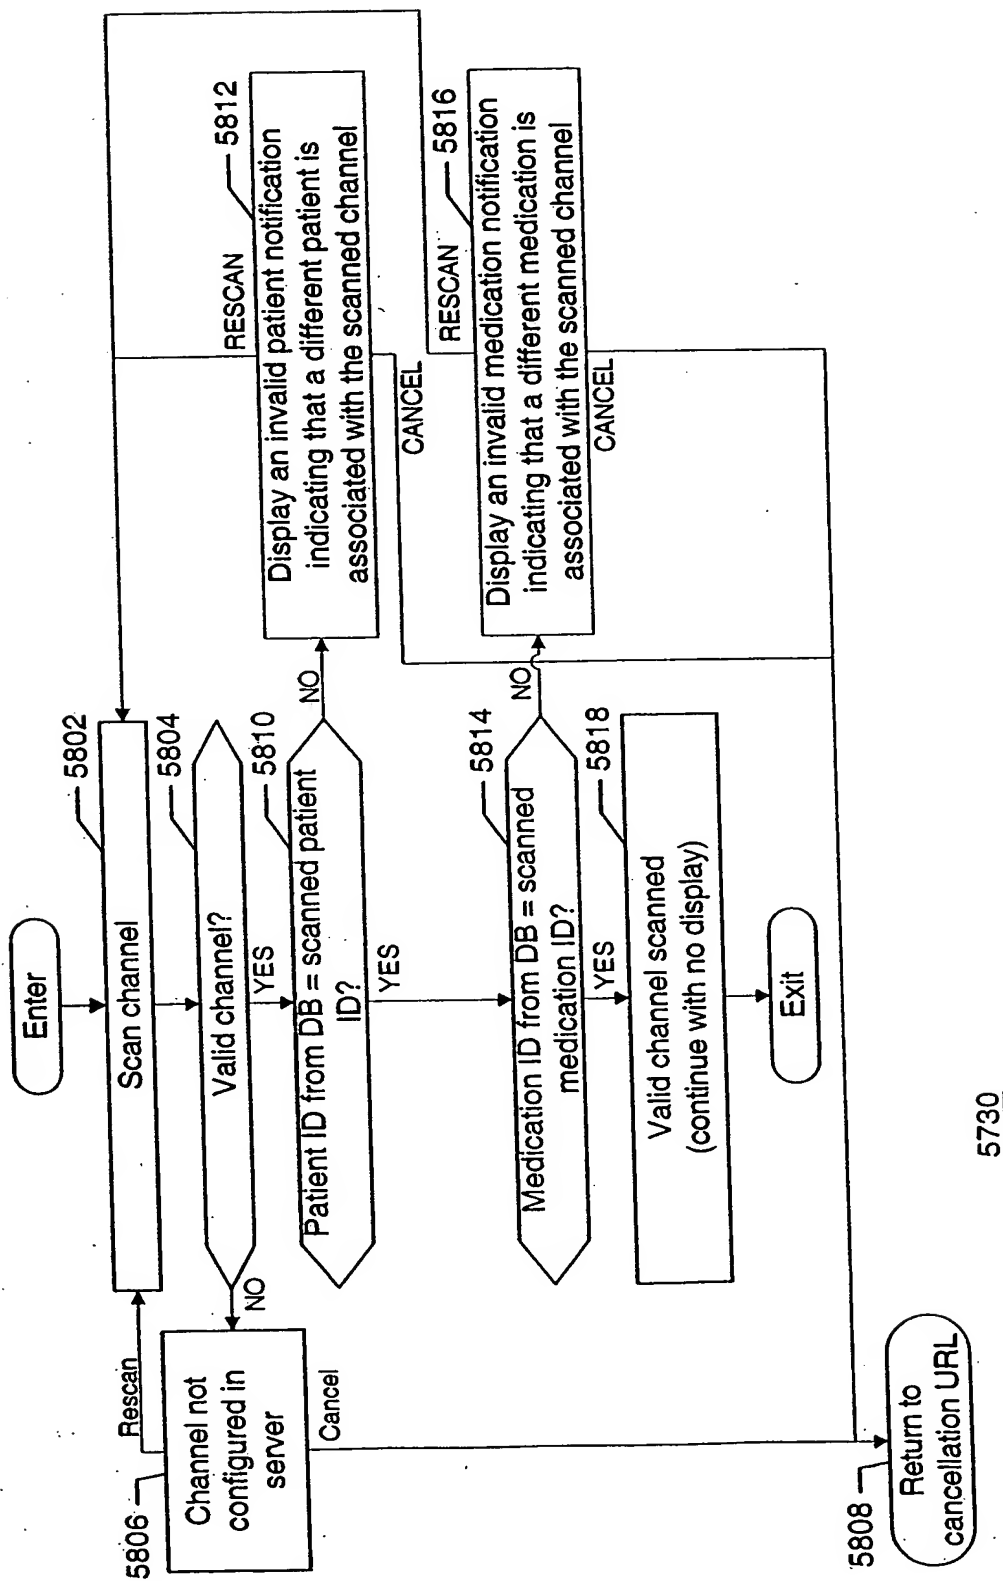 Enter
5802
Scan channel
Rescan
5804
Valid channel?
NO
YES
5806
Channel not
configured in
server
Cancel
5810
Patient ID from DB = scanned patient
ID?
NO
YES
RESCAN
5812
Display an invalid patient notification
indicating that a different patient is
associated with the scanned channel
CANCEL
5814
Medication ID from DB = scanned
medication ID?
NO
YES
RESCAN
5816
Display an invalid medication notification
indicating that a different medication is
associated with the scanned channel
CANCEL
5818
Valid channel scanned
(continue with no display)
Exit
5808
Return to
cancellation URL
5730